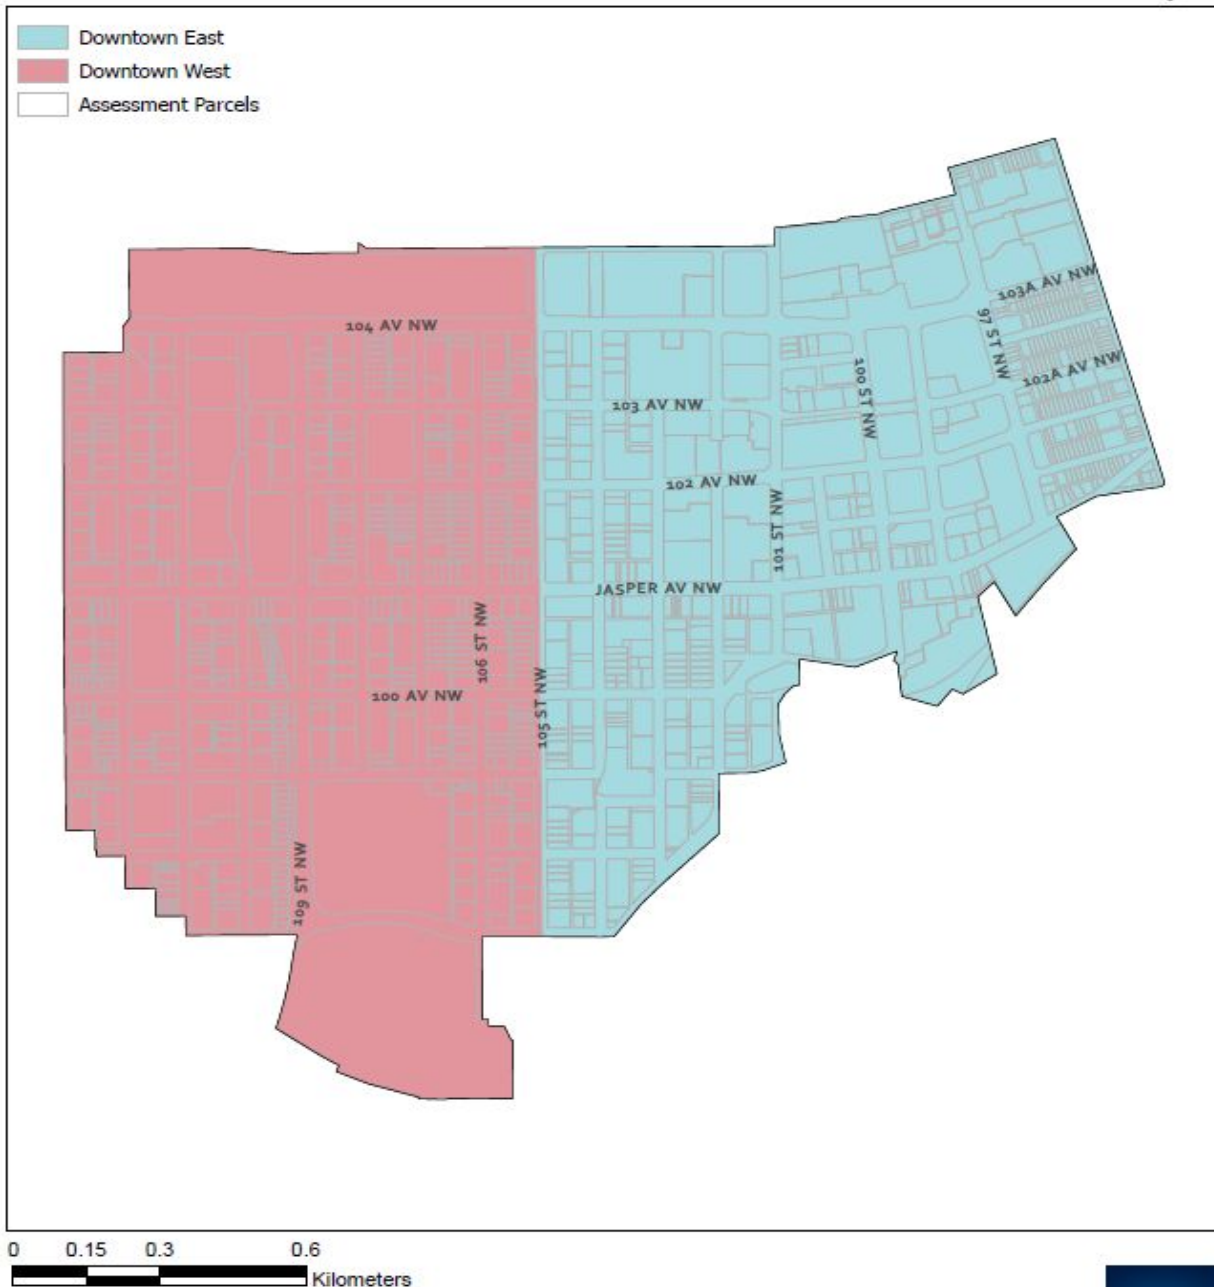 Downtown East
Downtown West
Assessment Parcels
103A AV NW
104 AV NW
97 ST NW
102A AV NW
100 ST NW
103 AV NW
102 AV NW
101 ST NW
JASPER AV NW
106 ST NW
100 AV NW
105 ST NW
109 ST NW
0 0.15 0.3 0.6
Kilometers